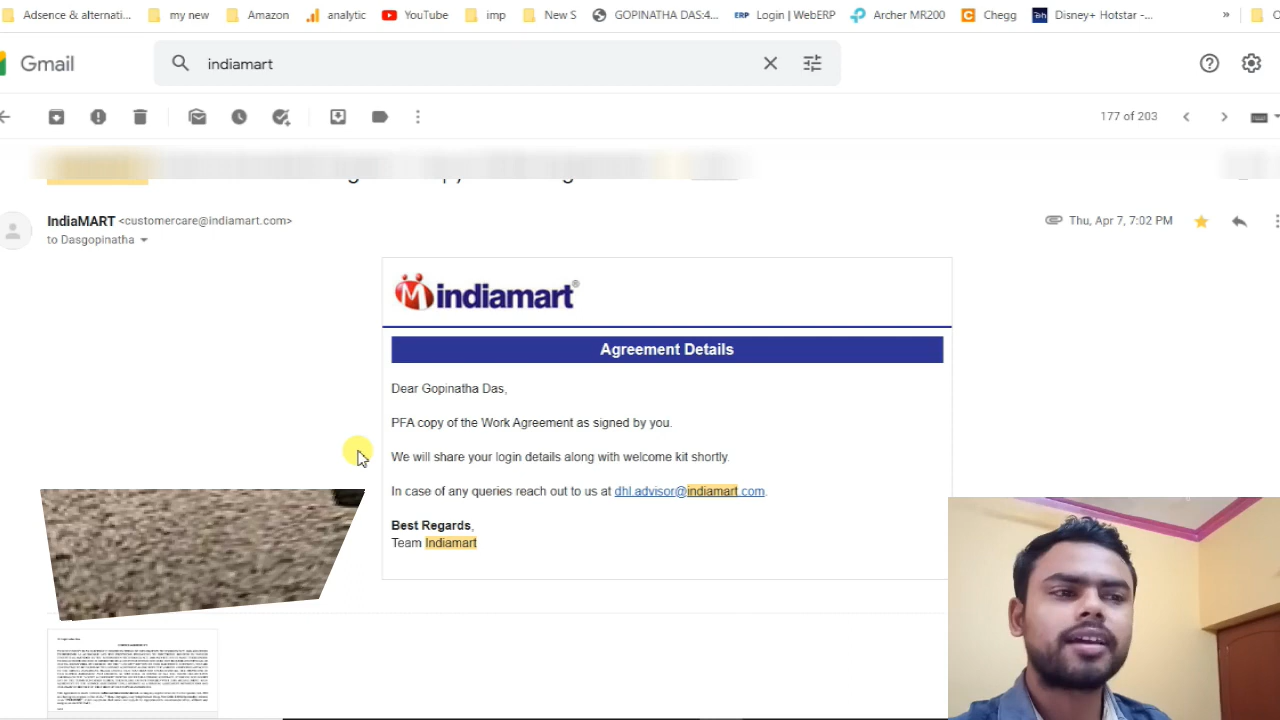 Adsence & alternati...
my new
Amazon
analytic
YouTube
imp
New S
GOPINATHA DAS:4...
ERP Login | WebERP
Archer MR200
C Chegg
Disney+ Hotstar -...
»
Gmail
indiamart
177 of 203
IndiaMART <customercare@indiamart.com>
Thu, Apr 7, 7:02 PM
to Dasgopinatha
indiamart®
Agreement Details
Dear Gopinatha Das,
PFA copy of the Work Agreement as signed by you.
We will share your login details along with welcome kit shortly.
In case of any queries reach out to us at dhl.advisor@indiamart.com.
Best Regards,
Team Indiamart